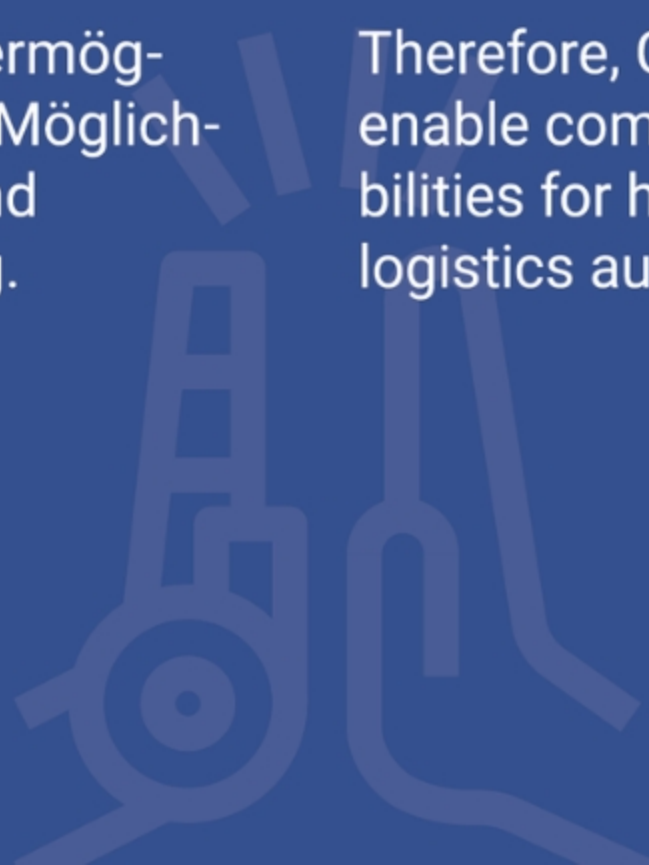 ermög-
Möglich-
nd
g.
Therefore,
enable com
bilities for h
logistics au